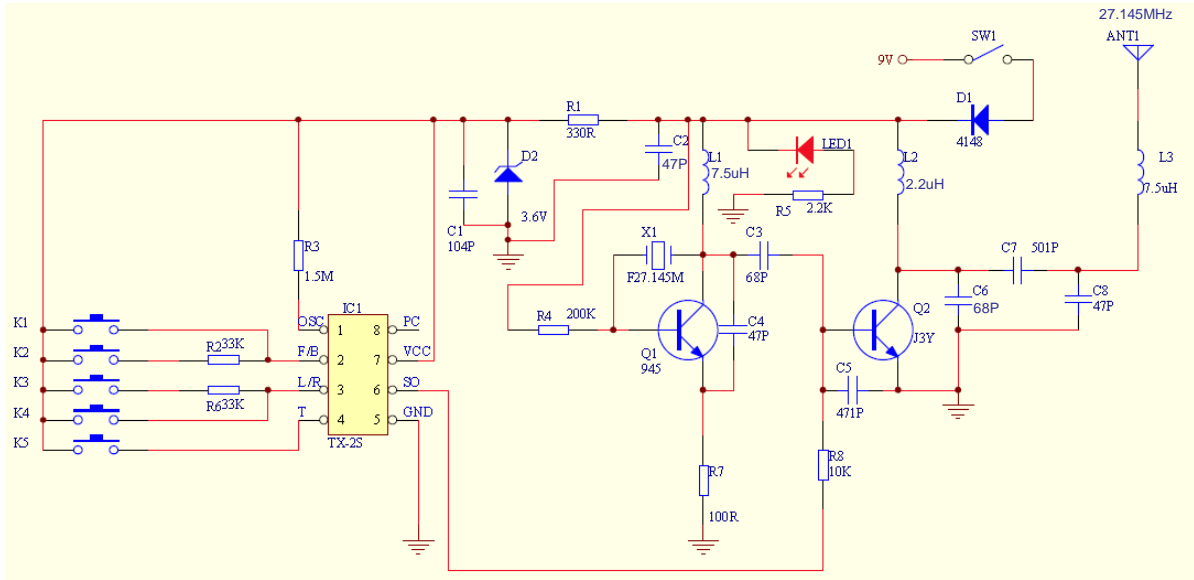 27.145MHz
SW1
ANT1
9V
D1
4148
R1
330R
C2
47P
LED1
L1
7.5uH
L2
2.2uH
L3
7.5uH
D2
3.6V
R5
2.2K
C1
104P
X1
F27.145M
C3
68P
C7
501P
R3
1.5M
C6
68P
C8
47P
IC1
R4
200K
C4
47P
Q2
J3Y
K1
OSC
1
8
PC
K2
R2
33K
F/B
2
7
VCC
Q1
945
C5
471P
K3
R6
33K
L/R
3
6
SO
K4
T
4
5
GND
K5
TX-2S
R7
100R
R8
10K